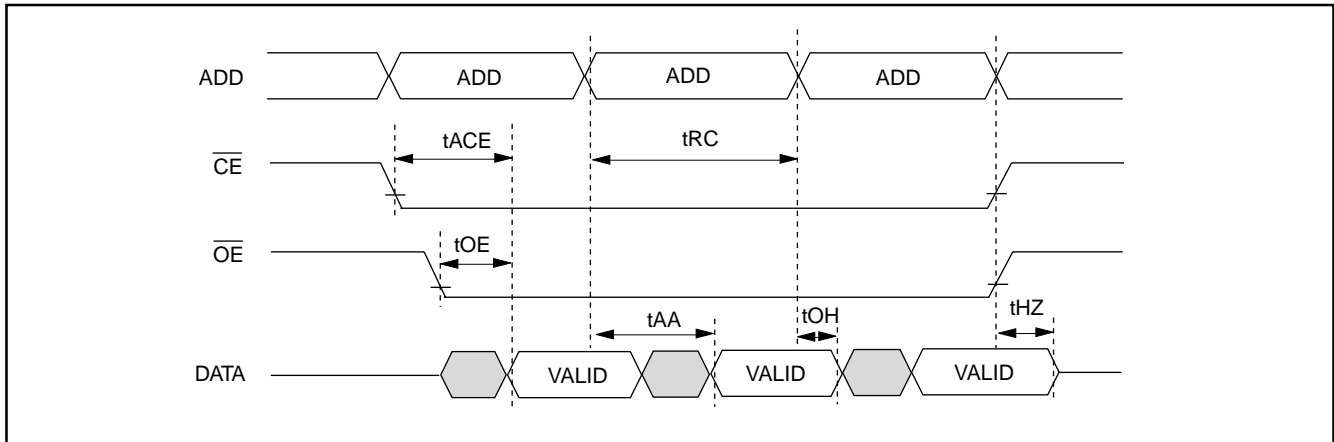 ADD ADD ADD ADD
tACE tRC
CE
OE tOE
tAA tOH tHZ
DATA VALID VALID VALID